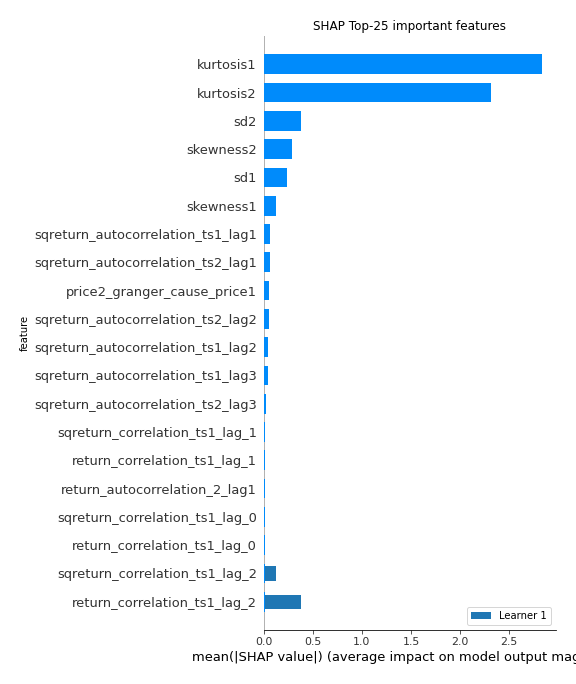 SHAP Top-25 important features
kurtosis1
kurtosis2
sd2
skewness2
sd1
skewness1
sqreturn_autocorrelation_ts1_lag1
sqreturn_autocorrelation_ts2_lag1
price2_granger_cause_price1
sqreturn_autocorrelation_ts2_lag2
sqreturn_autocorrelation_ts1_lag2
sqreturn_autocorrelation_ts1_lag3
sqreturn_autocorrelation_ts2_lag3
sqreturn_correlation_ts1_lag_1
return_correlation_ts1_lag_1
return_autocorrelation_2_lag1
sqreturn_correlation_ts1_lag_0
return_correlation_ts1_lag_0
sqreturn_correlation_ts1_lag_2
return_correlation_ts1_lag_2
feature
Learner 1
0.0 0.5 1.0 1.5 2.0 2.5
mean(|SHAP value|) (average impact on model output mag